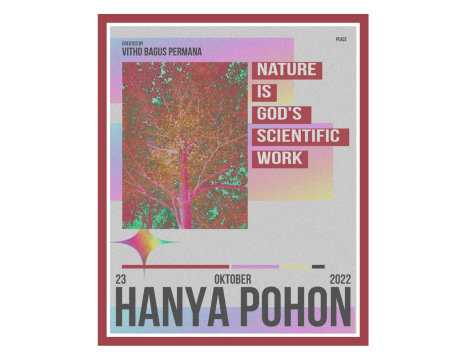 CREATED BY
VITHO BAGUS PERMANA
PEACE
NATURE
IS
GOD'S
SCIENTIFIC
WORK
23 OKTOBER 2022
HANYA POHON